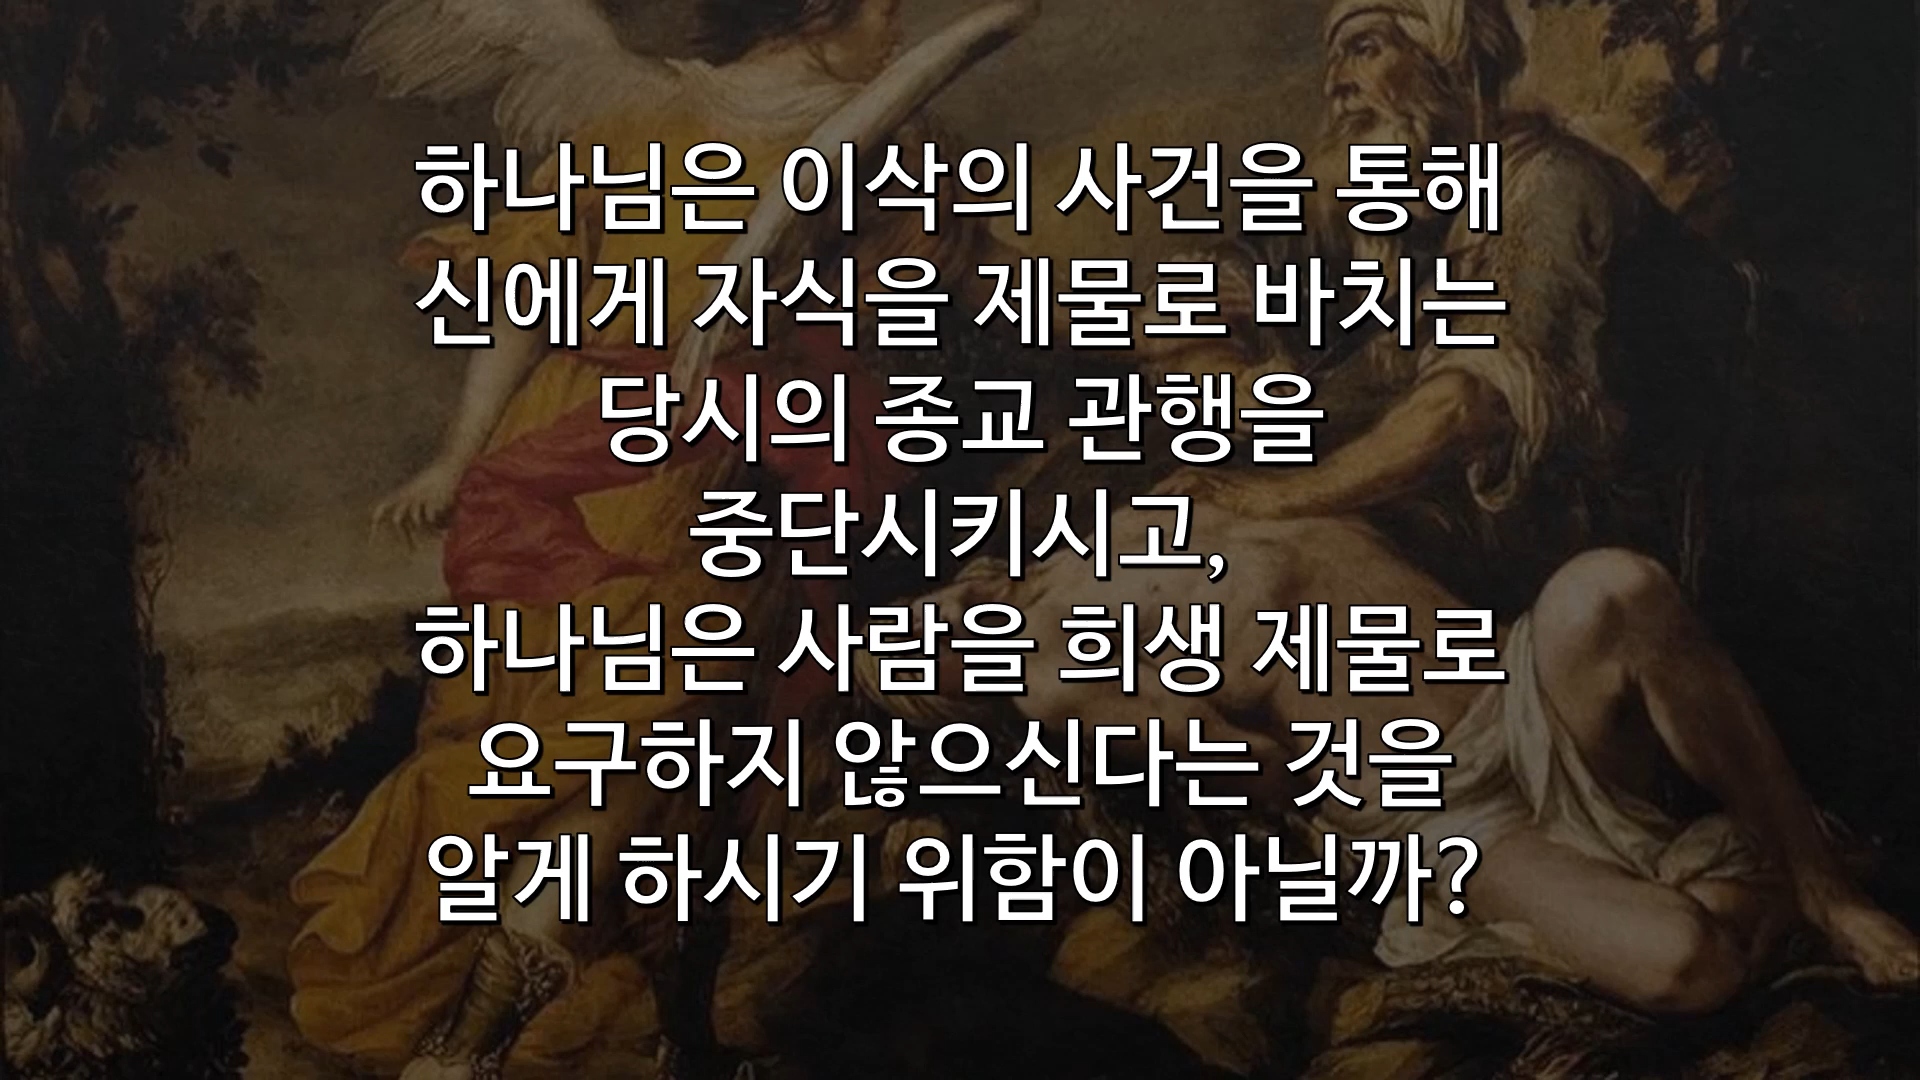 하나님은 이삭의 사건을 통해
신에게 자식을 제물로 바치는
당시의 종교 관행을
중단시키시고,
하나님은 사람을 희생 제물로
요구하지 않으신다는 것을
알게 하시기 위함이 아닐까?